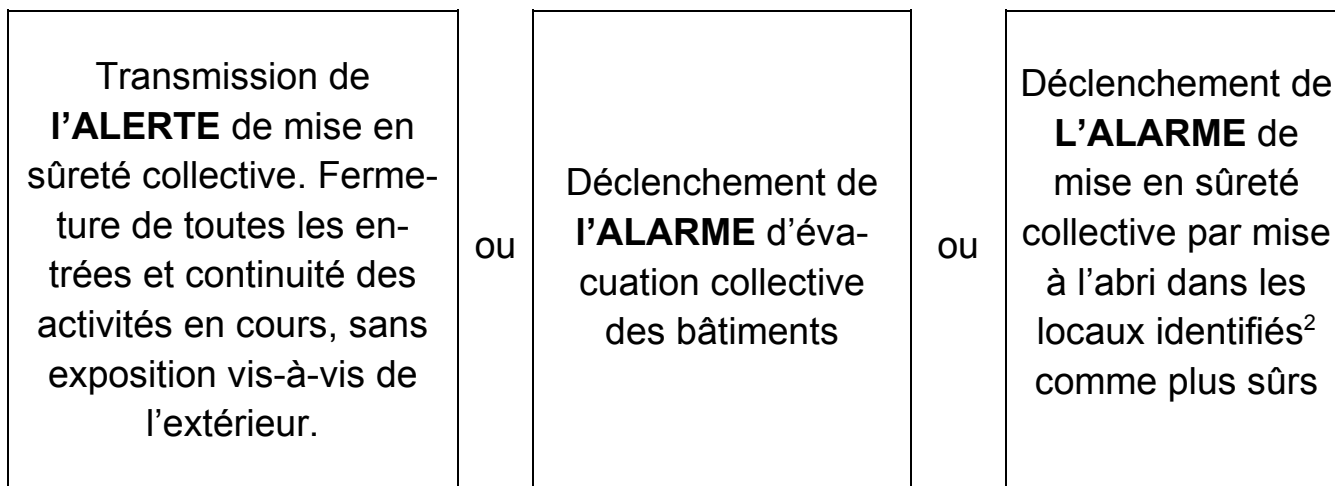 Transmission de
l’ALERTE de mise en
sûreté collective. Ferme-
ture de toutes les en-
trées et continuité des
activités en cours, sans
exposition vis-à-vis de
l’extérieur.
ou
Déclenchement de
l’ALARME d’éva-
cuation collective
des bâtiments
ou
Déclenchement de
L’ALARME de
mise en sûreté
collective par mise
à l’abri dans les
locaux identifiés²
comme plus sûrs